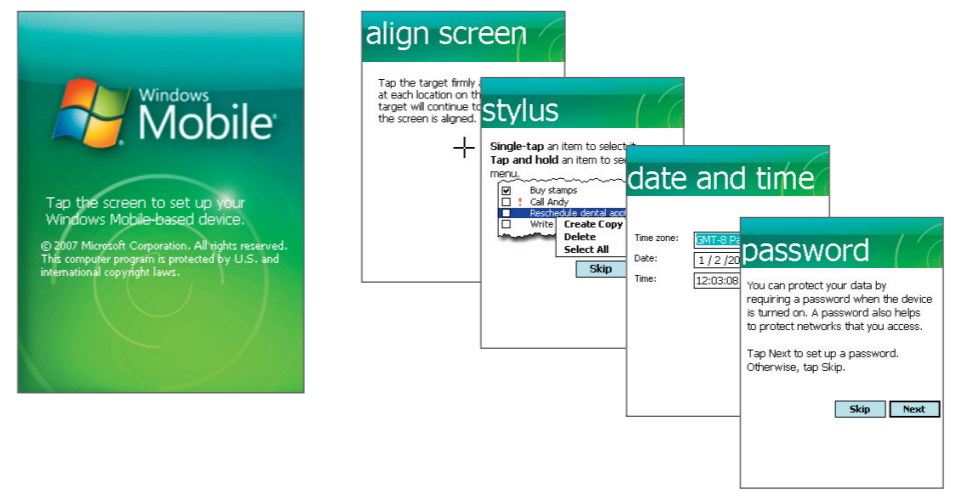 Windows
Mobile
Tap the screen to set up your
Windows Mobile-based device.
© 2007 Microsoft Corporation. All rights reserved.
This computer program is protected by U.S. and
international copyright laws.
align screen
Tap the target firmly
at each location on
target will continue to
the screen is aligned.
stylus
Single-tap an item to select
Tap and hold an item to
menu.
Buy stamps
! Call Andy
Reschedule dental
Write
Create Copy
Delete
Select All
Skip
date and time
Time zone: GMT-8
Date: 1 / 2 /20
Time: 12:03:08
password
You can protect your data by
requiring a password when the device
is turned on. A password also helps
to protect networks that you access.
Tap Next to set up a password.
Otherwise, tap Skip.
Skip Next